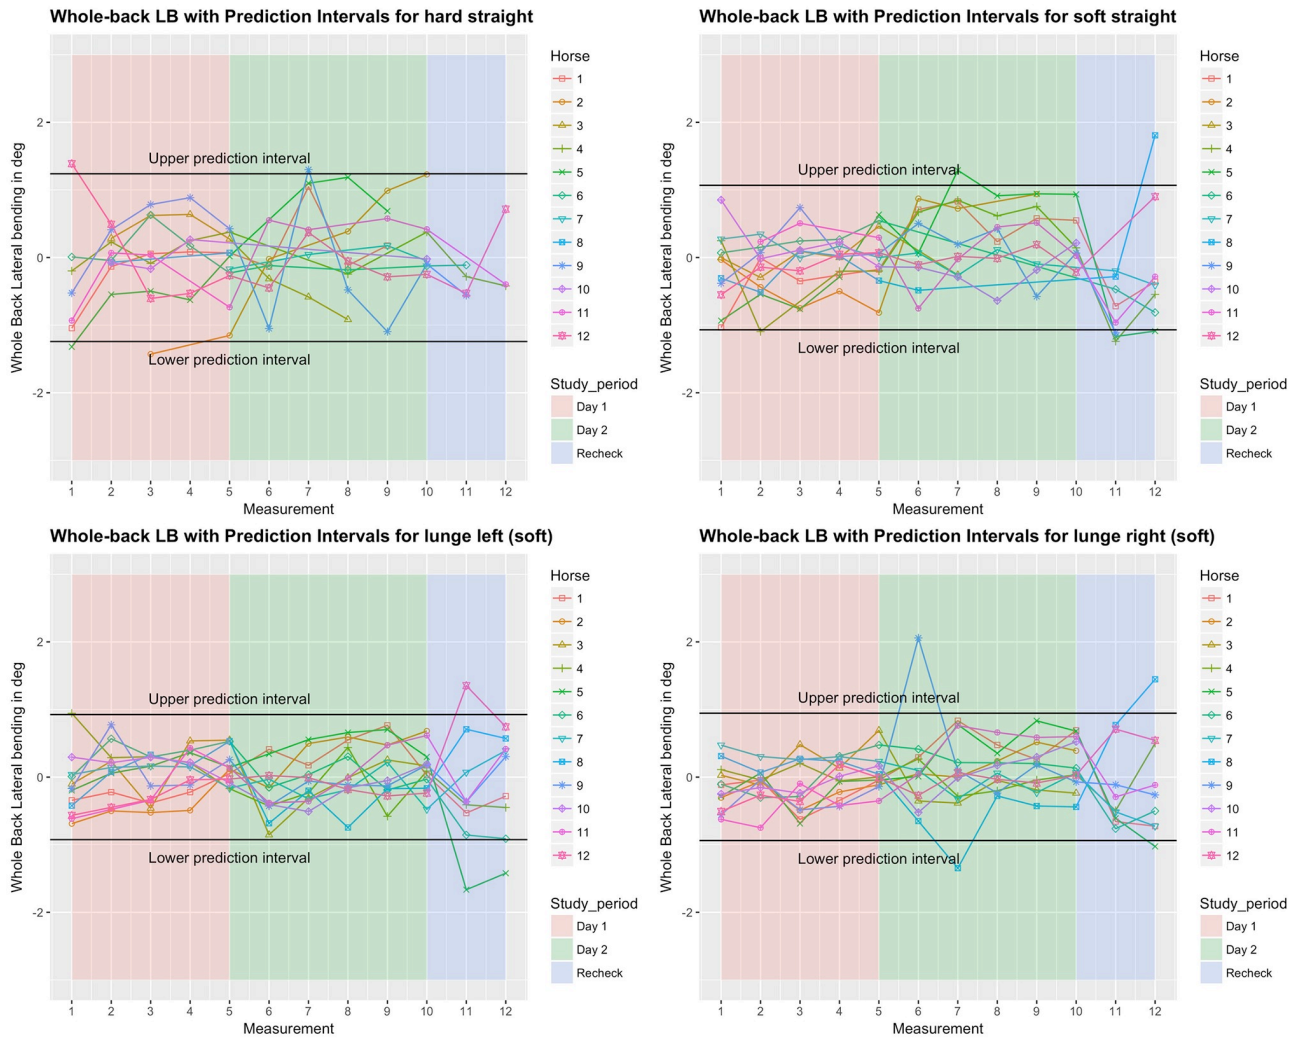 Whole-back LB with Prediction Intervals for hard straight
Whole Back Lateral bending in deg
2
0
-2
Upper prediction interval
Lower prediction interval
1 2 3 4 5 6 7 8 9 10 11 12
Measurement
Horse
1
2
3
4
5
6
7
8
9
10
11
12
Study_period
Day 1
Day 2
Recheck
Whole-back LB with Prediction Intervals for soft straight
Whole Back Lateral bending in deg
2
0
-2
Upper prediction interval
Lower prediction interval
1 2 3 4 5 6 7 8 9 10 11 12
Measurement
Horse
1
2
3
4
5
6
7
8
9
10
11
12
Study_period
Day 1
Day 2
Recheck
Whole-back LB with Prediction Intervals for lunge left (soft)
Whole Back Lateral bending in deg
2
0
-2
Upper prediction interval
Lower prediction interval
1 2 3 4 5 6 7 8 9 10 11 12
Measurement
Horse
1
2
3
4
5
6
7
8
9
10
11
12
Study_period
Day 1
Day 2
Recheck
Whole-back LB with Prediction Intervals for lunge right (soft)
Whole Back Lateral bending in deg
2
0
-2
Upper prediction interval
Lower prediction interval
1 2 3 4 5 6 7 8 9 10 11 12
Measurement
Horse
1
2
3
4
5
6
7
8
9
10
11
12
Study_period
Day 1
Day 2
Recheck